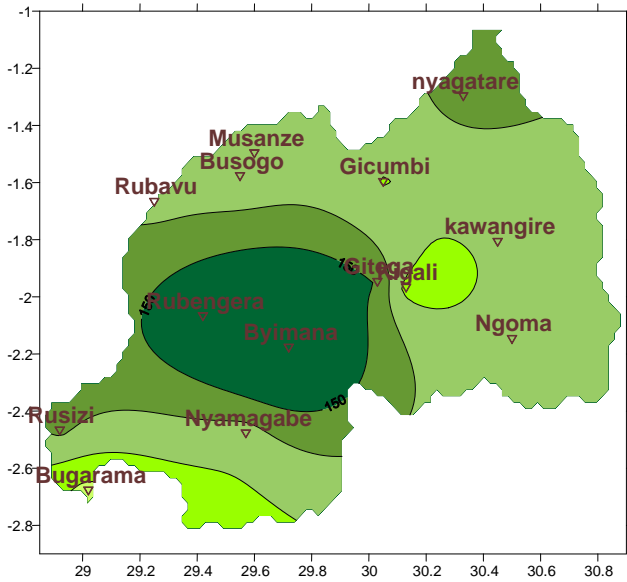 -1
-1.2
nyagatare
-1.4
Musanze
Busogo
Gicumbi
-1.6
Rubavu
kawangire
-1.8
Gitega
Kigali
-2
150
Rubengera
Ngoma
Byimana
-2.2
150
-2.4
Rusizi
Nyamagabe
-2.6
Bugarama
-2.8
29 29.2 29.4 29.6 29.8 30 30.2 30.4 30.6 30.8